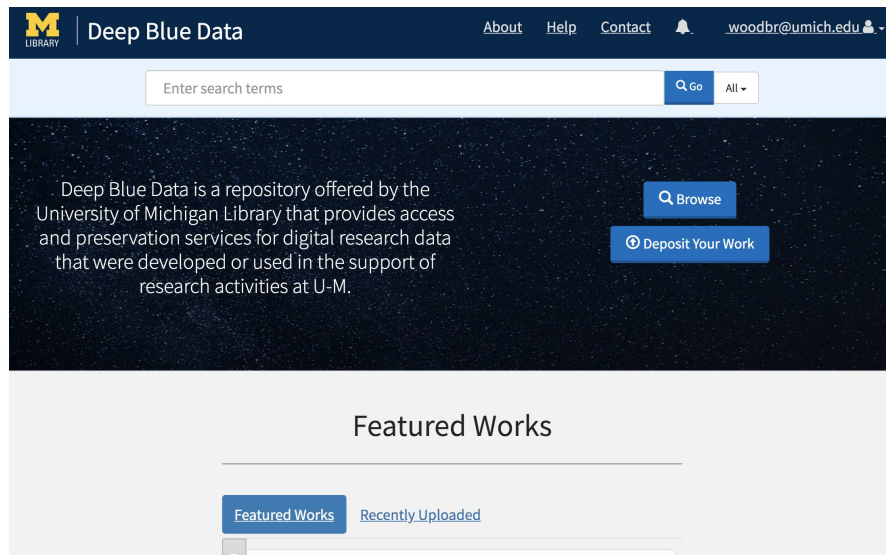 M
LIBRARY
Deep Blue Data
About Help Contact woodbr@umich.edu
Enter search terms
Go
All
Deep Blue Data is a repository offered by the
University of Michigan Library that provides access
and preservation services for digital research data
that were developed or used in the support of
research activities at U-M.
Browse
Deposit Your Work
Featured Works
Featured Works Recently Uploaded